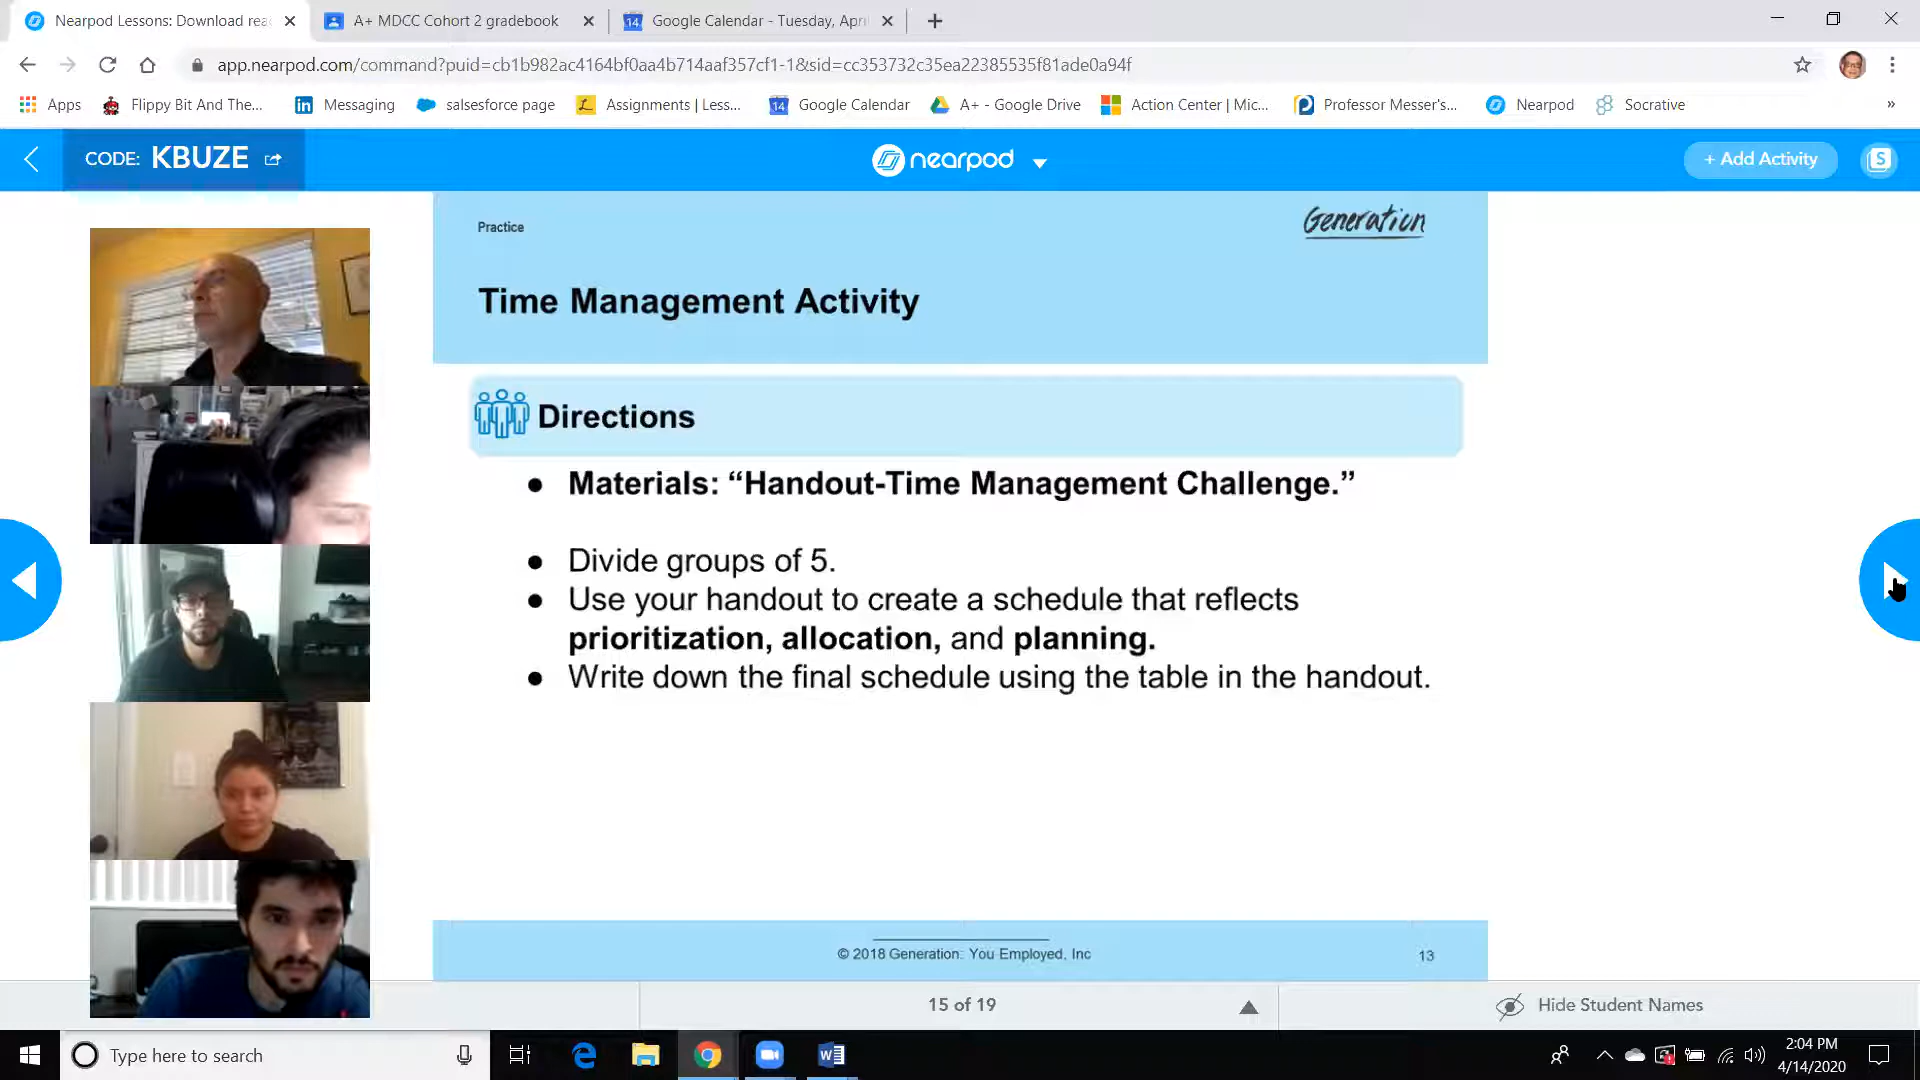 Nearpod Lessons: Download rea
A+ MDCC Cohort 2 gradebook
14 Google Calendar - Tuesday, Apri
app.nearpod.com/command?puid=cb1b982ac4164bf0aa4b714aaf357cf1-1&sid=cc353732c35ea22385535f81ade0a94f
Apps
Flippy Bit And The...
in Messaging
salsesforce page
Assignments | Less...
14 Google Calendar
A+ - Google Drive
Action Center | Mic...
Professor Messer's...
Nearpod
Socrative
»
CODE: KBUZE
nearpod
+ Add Activity
S
Practice
Generation
Time Management Activity
Directions
● Materials: “Handout-Time Management Challenge.”
● Divide groups of 5.
● Use your handout to create a schedule that reflects
prioritization, allocation, and planning.
● Write down the final schedule using the table in the handout.
© 2018 Generation: You Employed, Inc
13
15 of 19
Hide Student Names
Type here to search
2:04 PM
4/14/2020